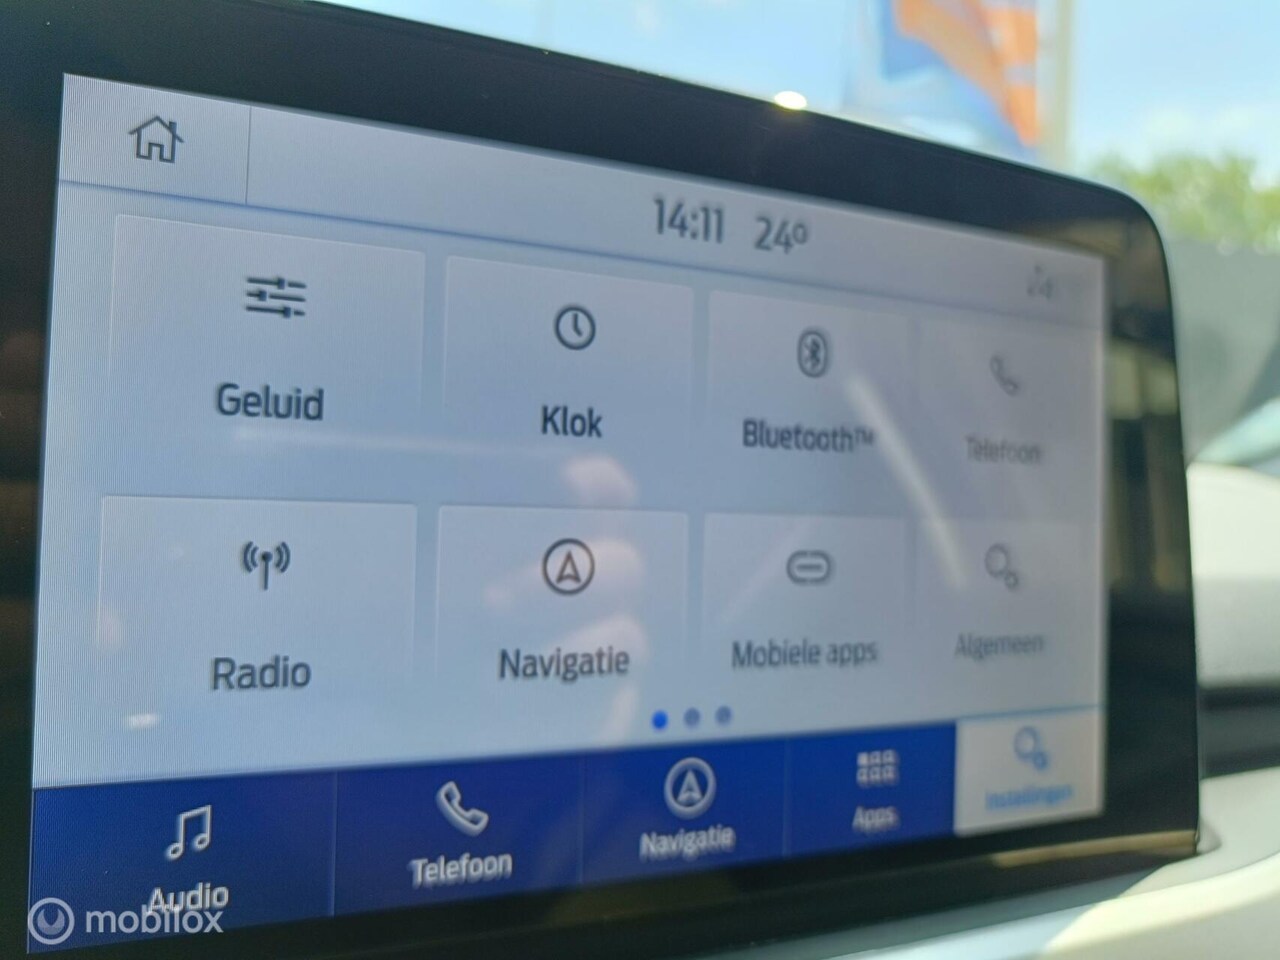 14:11 24°
Geluid
Klok
Bluetooth™
Telefoon
Radio
Navigatie
Mobiele apps
Algemeen
Audio
Telefoon
Navigatie
Apps
Instellingen
mobilox